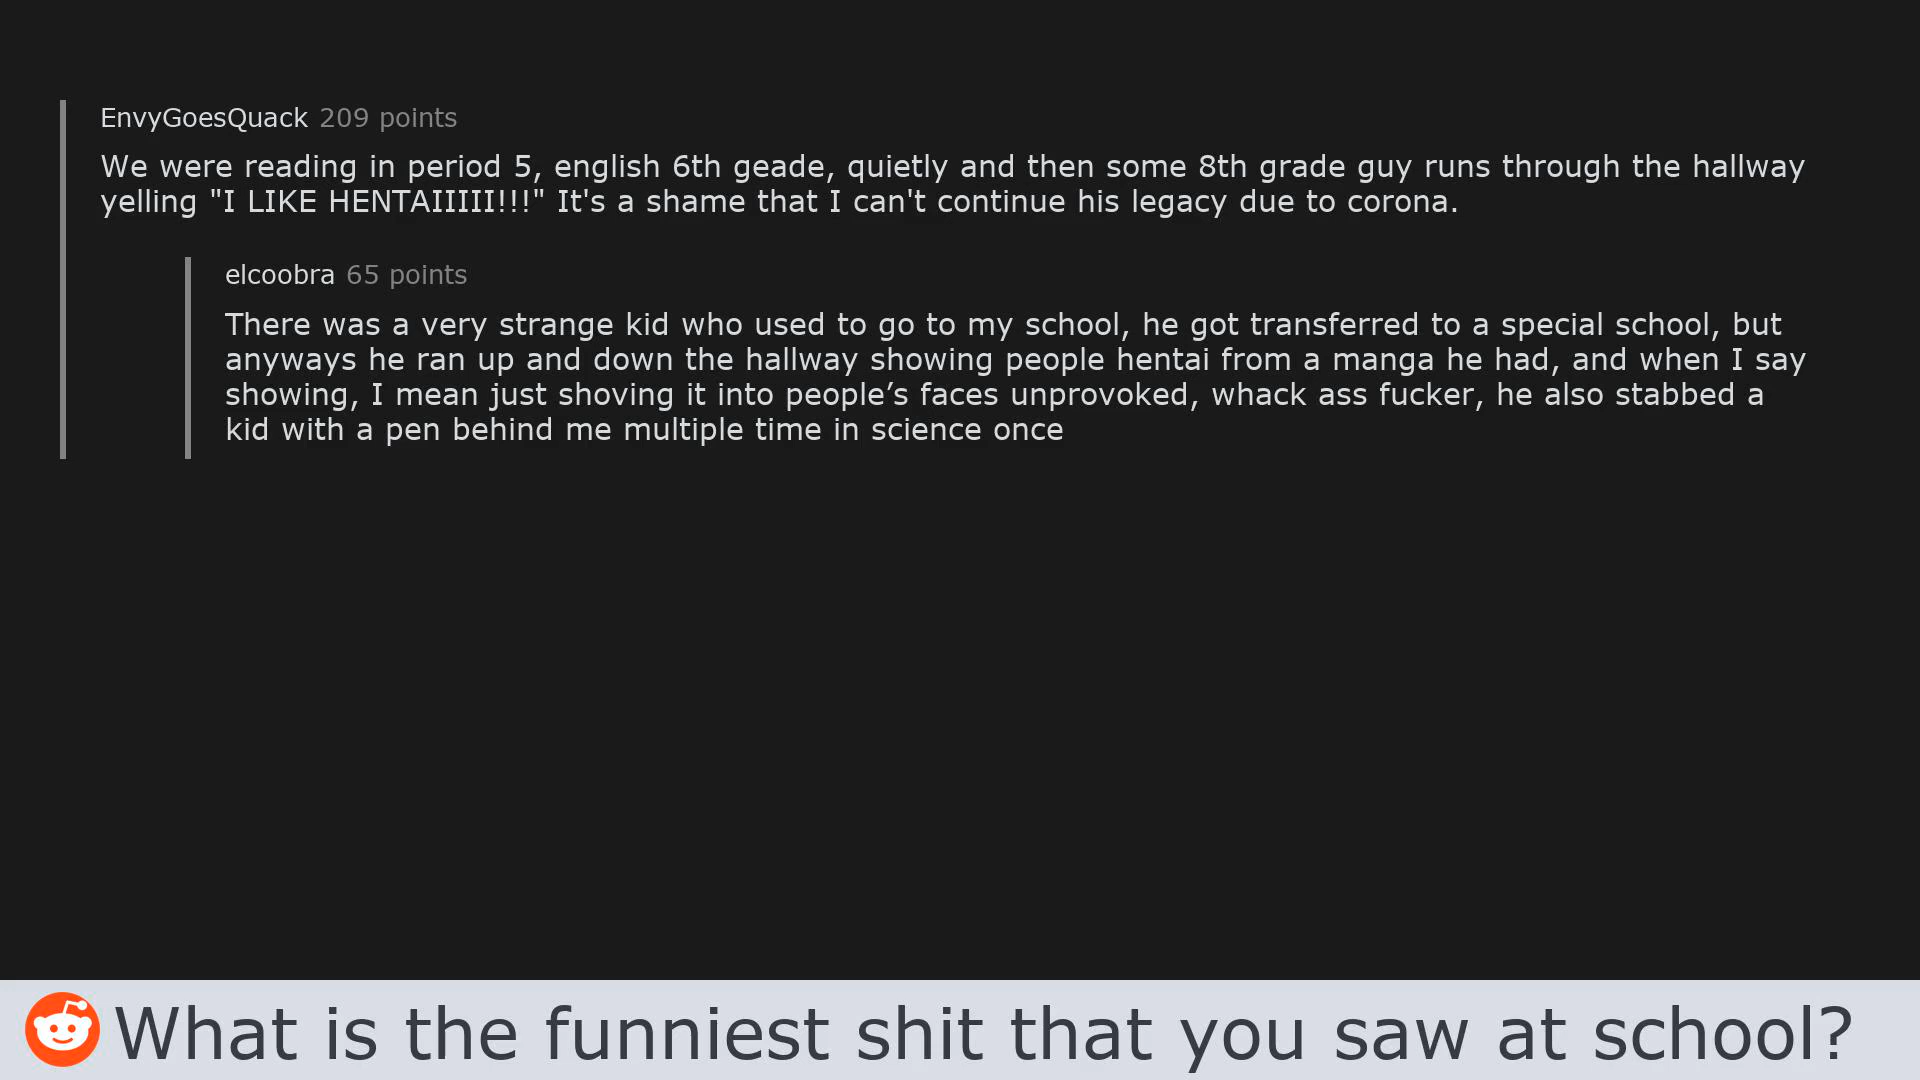 EnvyGoesQuack 209 points
We were reading in period 5, english 6th geade, quietly and then some 8th grade guy runs through the hallway
yelling "I LIKE HENTAIIIII!!!" It's a shame that I can't continue his legacy due to corona.
elcoobra 65 points
There was a very strange kid who used to go to my school, he got transferred to a special school, but
anyways he ran up and down the hallway showing people hentai from a manga he had, and when I say
showing, I mean just shoving it into people’s faces unprovoked, whack ass fucker, he also stabbed a
kid with a pen behind me multiple time in science once
What is the funniest shit that you saw at school?